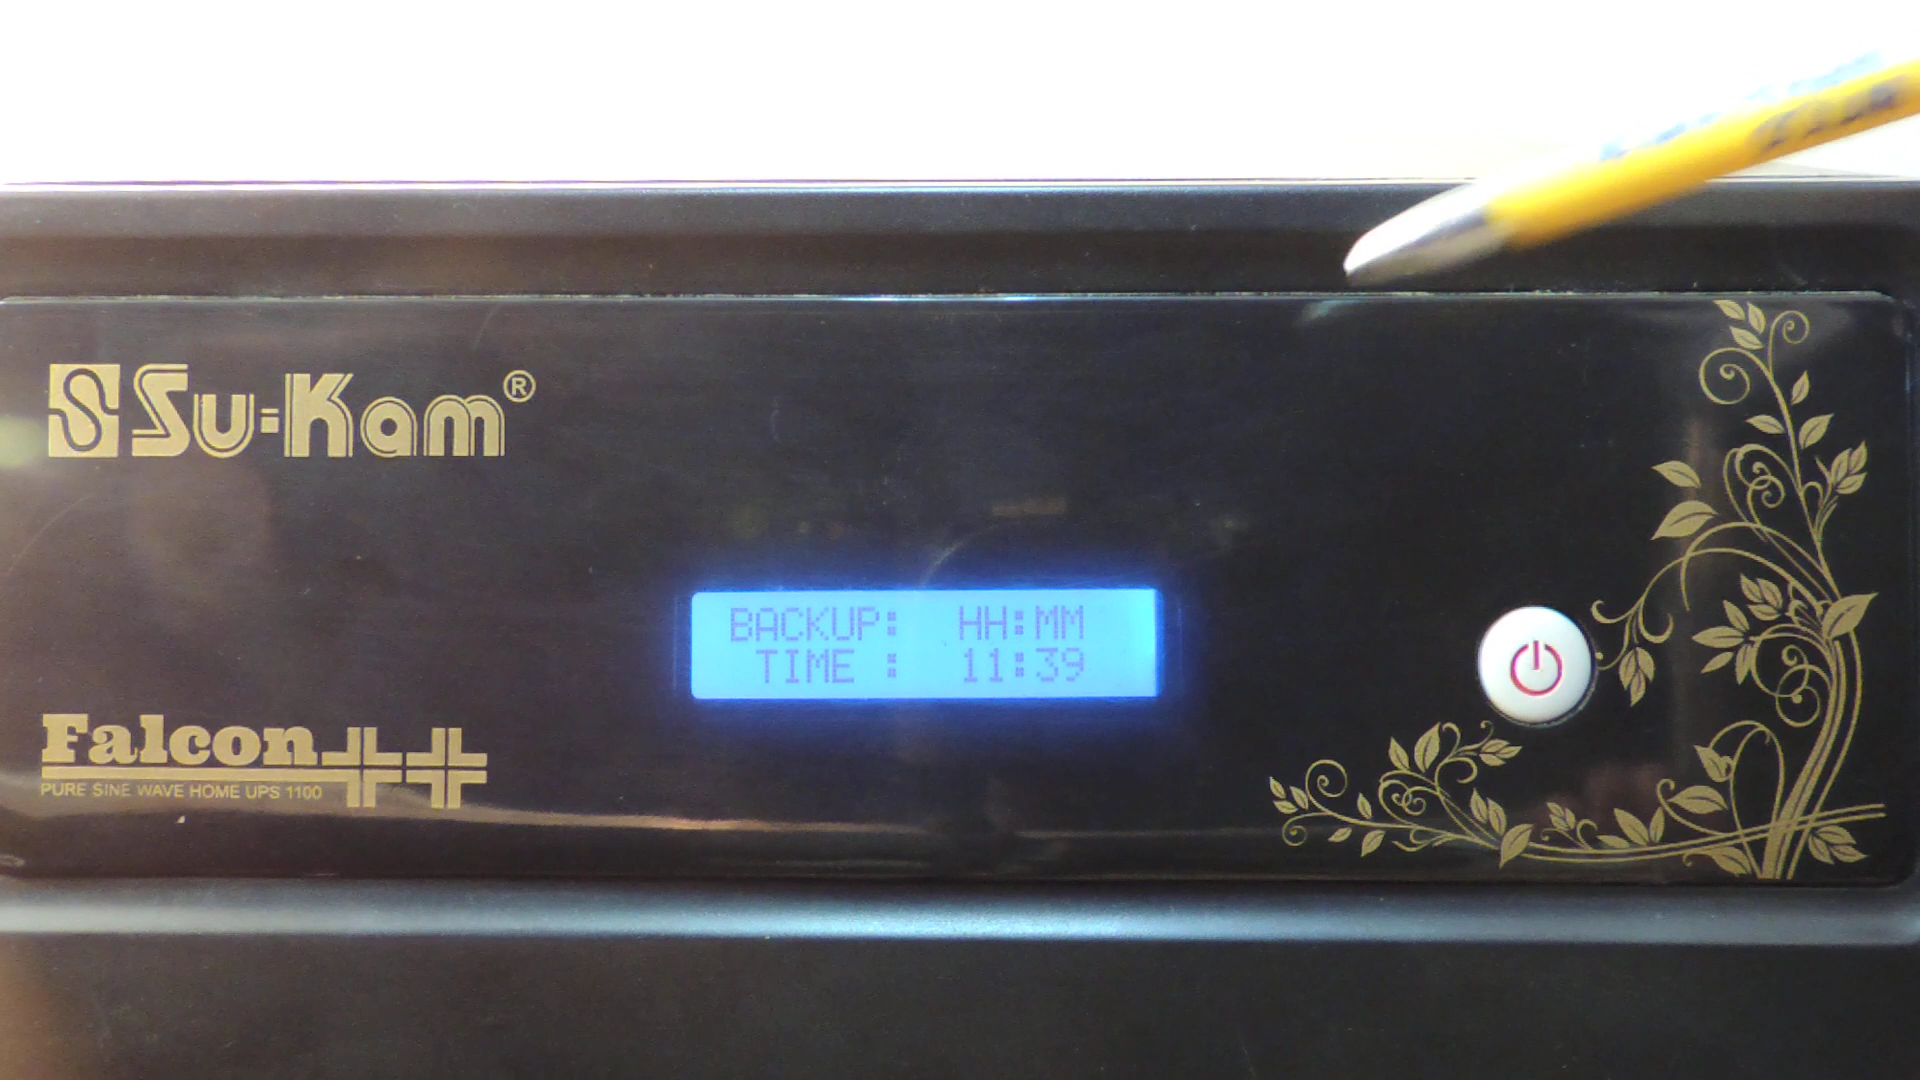 Su-Kam®
BACKUP: HH:MM
TIME : 11:39
Falcon++
PURE SINE WAVE HOME UPS 1100